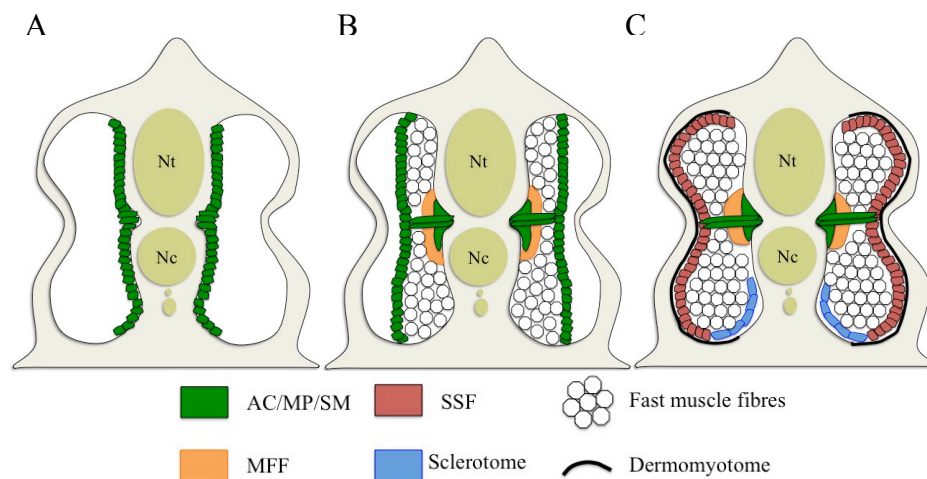 A B C
Nt Nt Nt
Nc Nc Nc
AC/MP/SM SSF Fast muscle fibres
MFF Sclerotome Dermomyotome